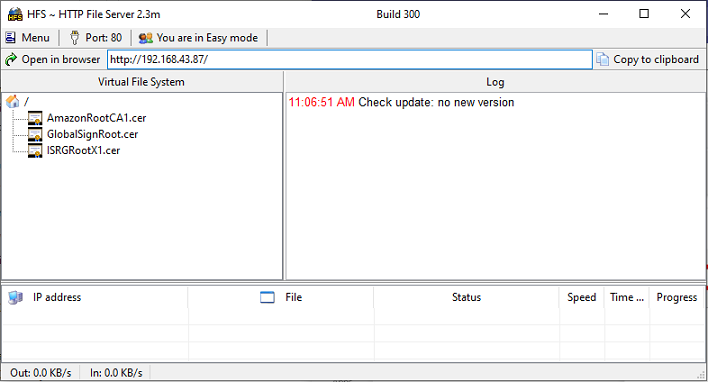 HFS ~ HTTP File Server 2.3m Build 300
Menu Port: 80 You are in Easy mode
Open in browser http://192.168.43.87/ Copy to clipboard
Virtual File System Log
/
AmazonRootCA1.cer
GlobalSignRoot.cer
ISRGRootX1.cer
11:06:51 AM Check update: no new version
IP address File Status Speed Time ... Progress
Out: 0.0 KB/s In: 0.0 KB/s